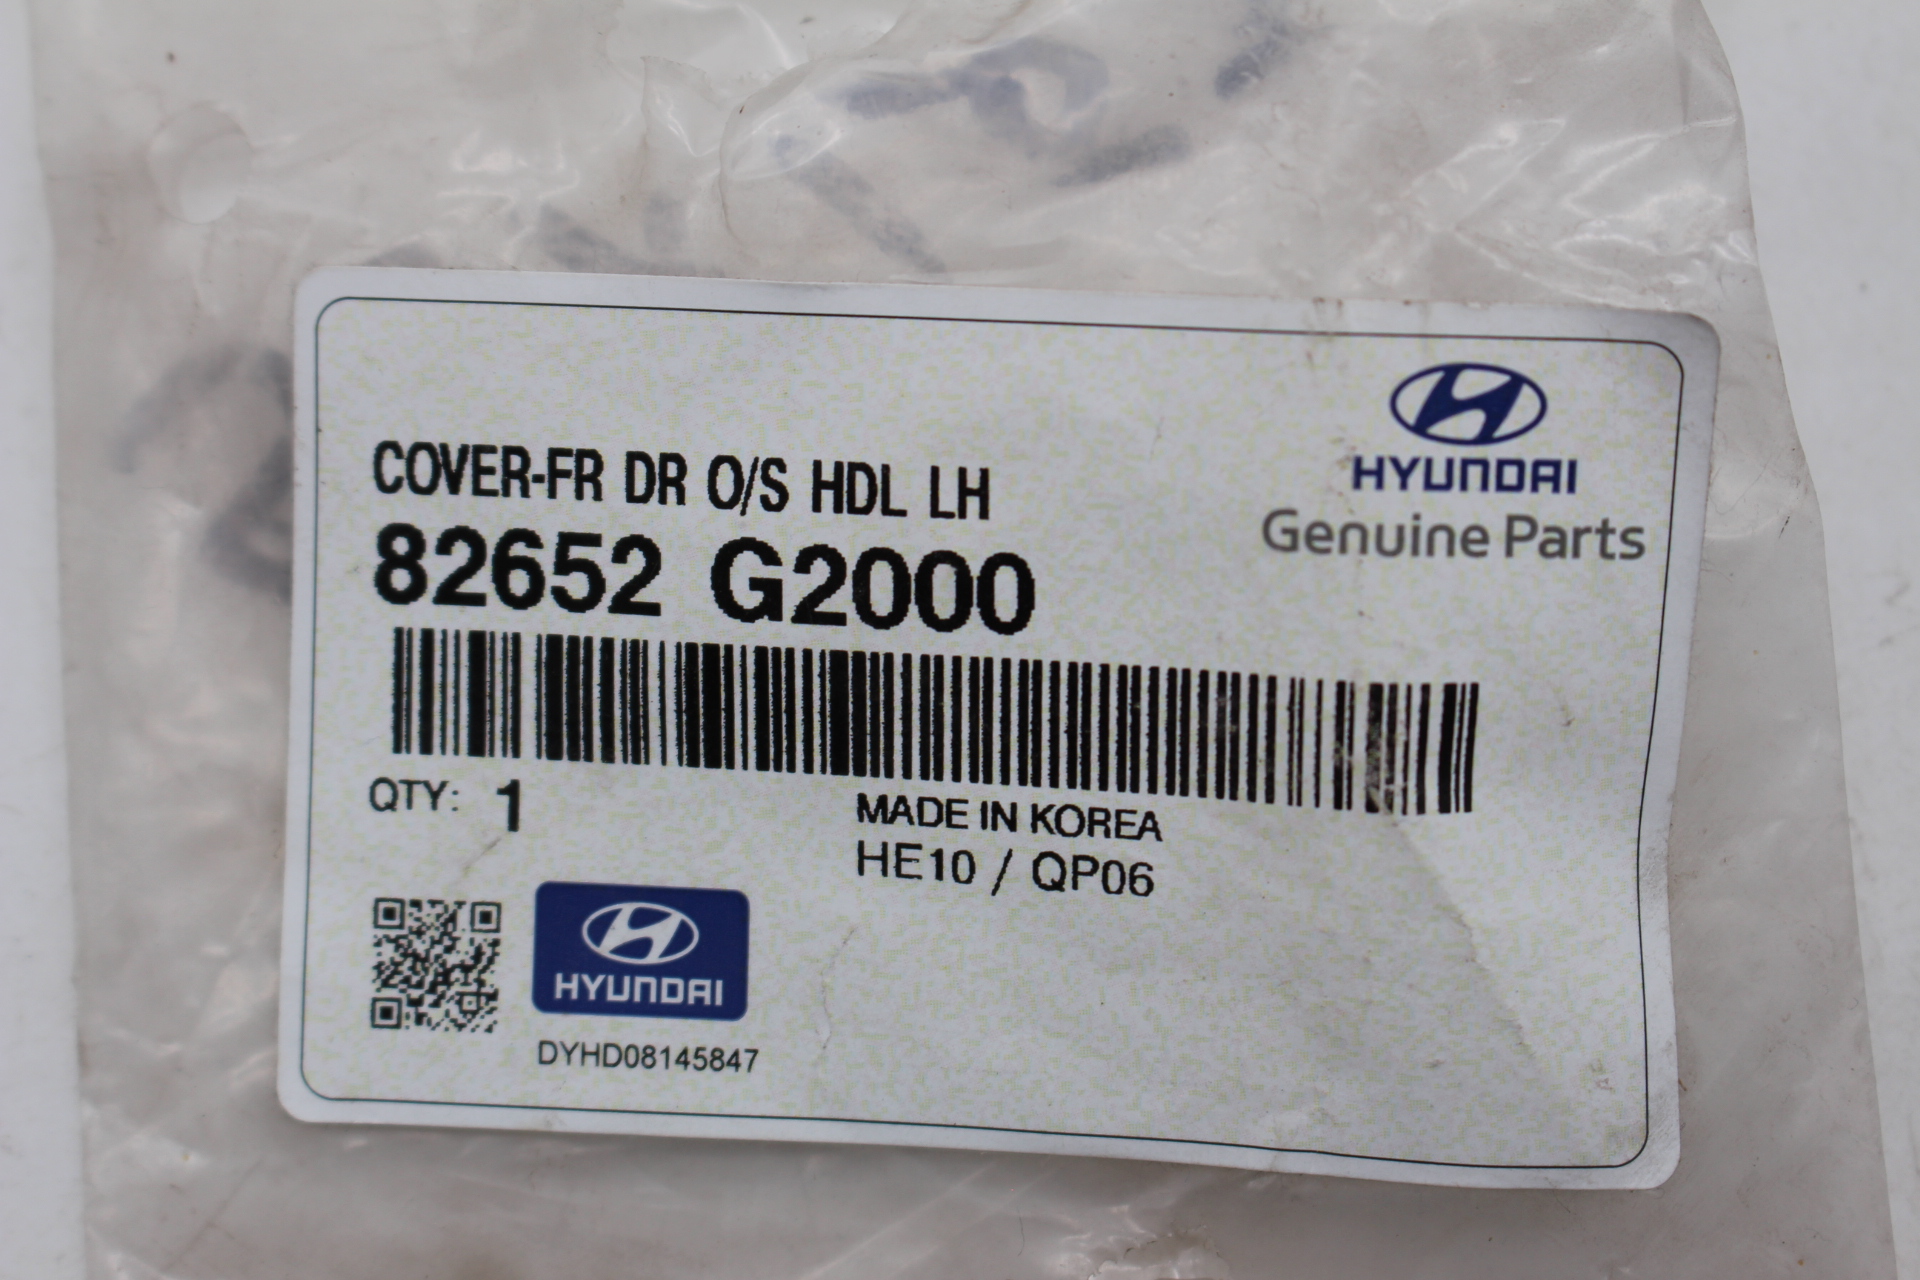 HYUNDAI
Genuine Parts
COVER-FR DR O/S HDL LH
82652 G2000
QTY: 1
MADE IN KOREA
HE10 / QP06
HYUNDAI
DYHD08145847